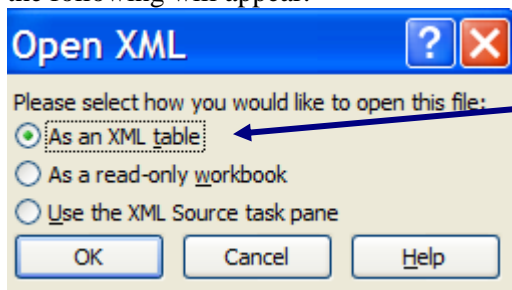 the following will appear:
Open XML
Please select how you would like to open this file:
As an XML table
As a read-only workbook
Use the XML Source task pane
OK Cancel Help